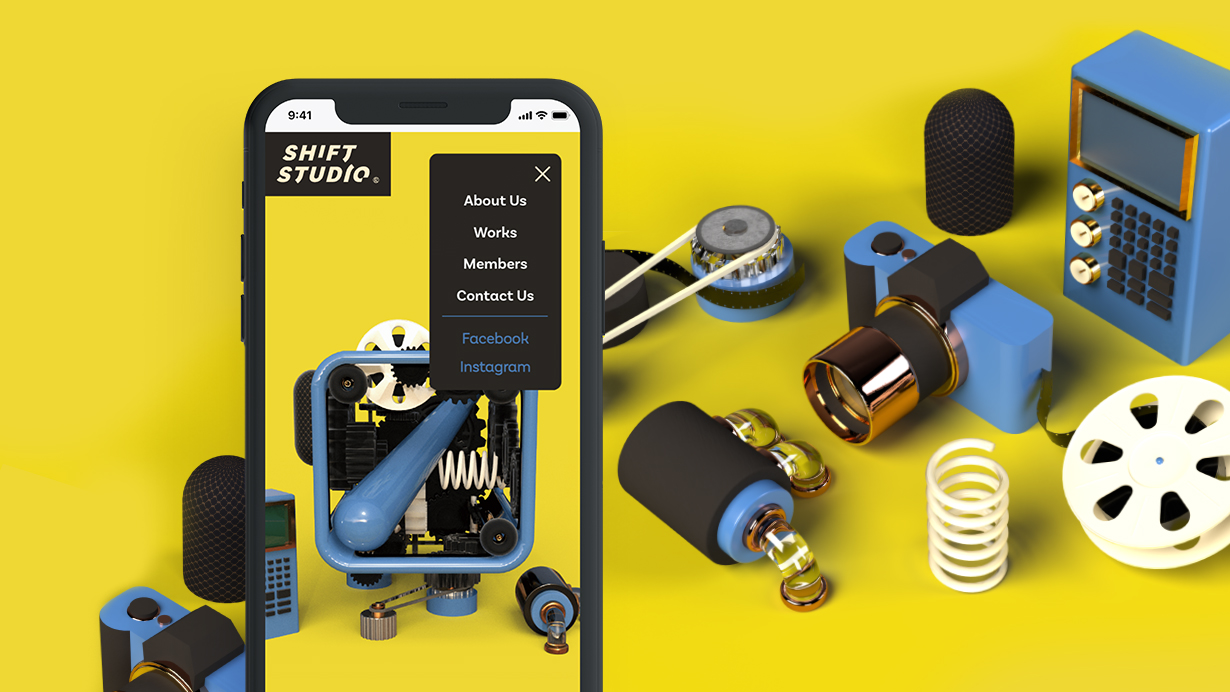 9:41
SHIFT
STUDIO©
About Us
Works
Members
Contact Us
Facebook
Instagram